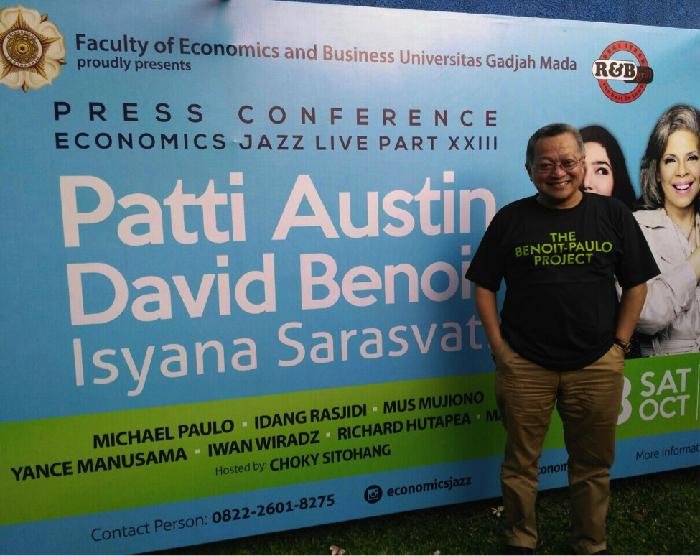 Faculty of Economics and Business Universitas Gadjah Mada
proudly presents
R&B
PRESS CONFERENCE
ECONOMICS JAZZ LIVE PART XXIII
Patti Austin
David Benoi
Isyana Sarasvat
THE
BENOIT-PAULO
PROJECT
MICHAEL PAULO • IDANG RASJIDI • MUS MUJIONO
YANCE MANUSAMA • IWAN WIRADZ • RICHARD HUTAPEA •
Hosted by: CHOKY SITOHANG
SAT
OCT
Contact Person: 0822-2601-8275
economicsjazz
More Informat